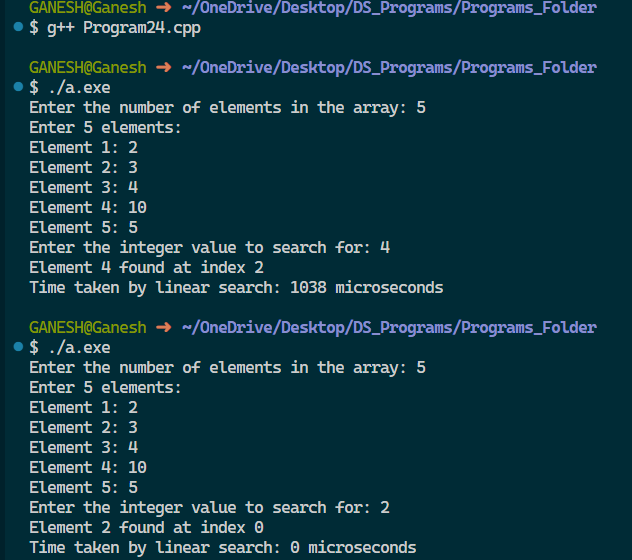 GANESH@Ganesh → ~/OneDrive/Desktop/DS_Programs/Programs_Folder
$ g++ Program24.cpp
GANESH@Ganesh → ~/OneDrive/Desktop/DS_Programs/Programs_Folder
$ ./a.exe
Enter the number of elements in the array: 5
Enter 5 elements:
Element 1: 2
Element 2: 3
Element 3: 4
Element 4: 10
Element 5: 5
Enter the integer value to search for: 4
Element 4 found at index 2
Time taken by linear search: 1038 microseconds
GANESH@Ganesh → ~/OneDrive/Desktop/DS_Programs/Programs_Folder
$ ./a.exe
Enter the number of elements in the array: 5
Enter 5 elements:
Element 1: 2
Element 2: 3
Element 3: 4
Element 4: 10
Element 5: 5
Enter the integer value to search for: 2
Element 2 found at index 0
Time taken by linear search: 0 microseconds